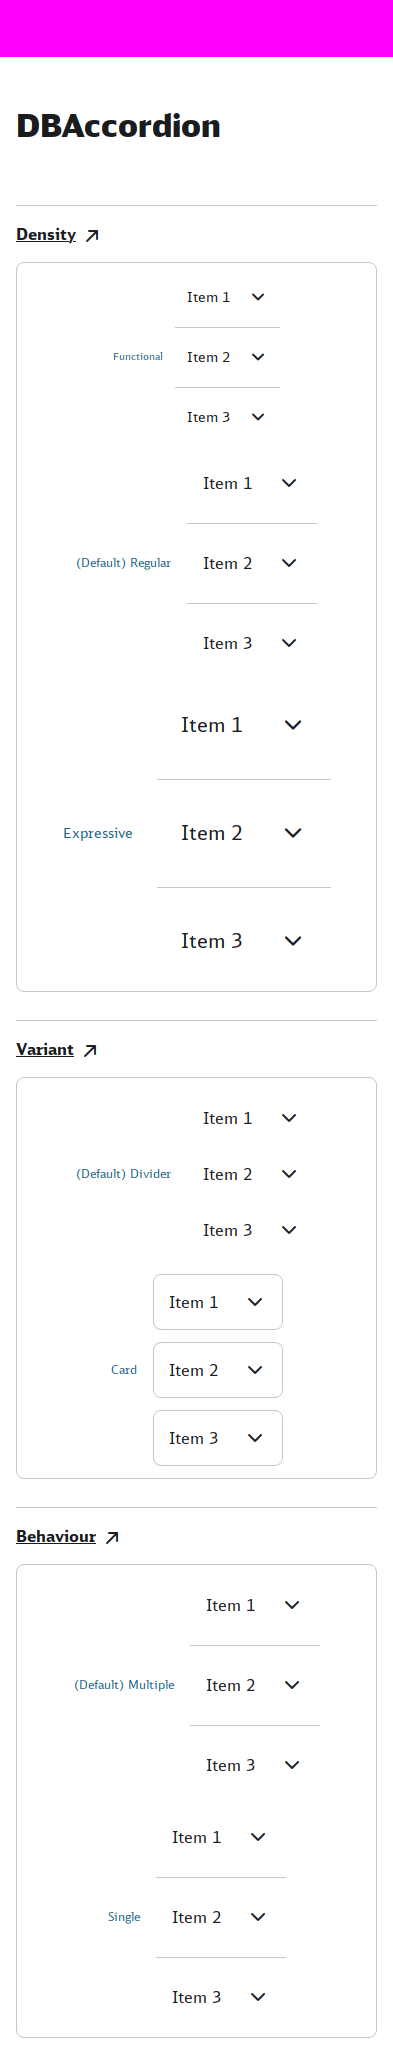 DBAccordion
Density
Item 1
Functional Item 2
Item 3
Item 1
(Default) Regular Item 2
Item 3
Item 1
Expressive Item 2
Item 3
Variant
Item 1
(Default) Divider Item 2
Item 3
Item 1
Card Item 2
Item 3
Behaviour
Item 1
(Default) Multiple Item 2
Item 3
Item 1
Single Item 2
Item 3